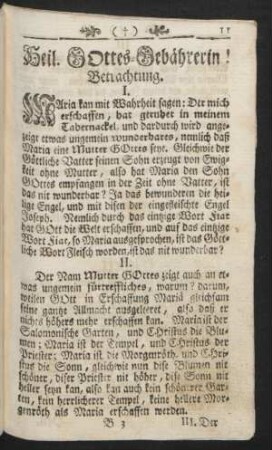 ( † ) 11
Heil. GOttes-Gebährerin!
Betrachtung.
I.
MAria kan mit Wahrheit sagen: Der mich
erschaffen, hat geruhet in meinem
Tabernackel. und dardurch wird ange-
zeigt etwas ungemein wunderbares, nemlich daß
Maria eine Mutter GOttes seye. Gleichwie der
Göttliche Vatter seinen Sohn erzeugt von Ewig-
keit ohne Mutter, also hat Maria den Sohn
GOttes empfangen in der Zeit ohne Vatter, ist
das nit wunderbar? Ja das bewundern der heil-
lige Engel, und mit disen der eingefleischte Engel
Joseph. Nemlich durch das eintzige Wort Fiat
hat GOtt die Welt erschaffen, und auf das eintzige
Wort Fiat, so Maria ausgesprochen, ist das Gött-
liche Wort Fleisch worden, ist das nit wunderbar?
II.
Der Nam Mutter GOttes zeigt auch an et-
was ungemein fürtreffliches, warum? darum,
weilen GOtt in Erschaffung Mariä gleichsam
seine gantze Allmacht ausgeleeret, also daß er
nichts höhers mehr erschaffen kan. Maria ist der
Salomonische Garten, und CHristus die Blu-
men; Maria ist der Tempel, und CHristus der
Priester; Maria ist die Morgenröth, und CHri-
stus die Sonn, gleichwie nun dise Blumen nit
schöner, diser Priester nit höher, dise Sonn nit
heller seyn kan, also kan auch kein schönerer Gar-
ten, kein herrlicherer Tempel, keine hellere Mor-
genröth als Maria erschaffen werden.
B 3 III. Der